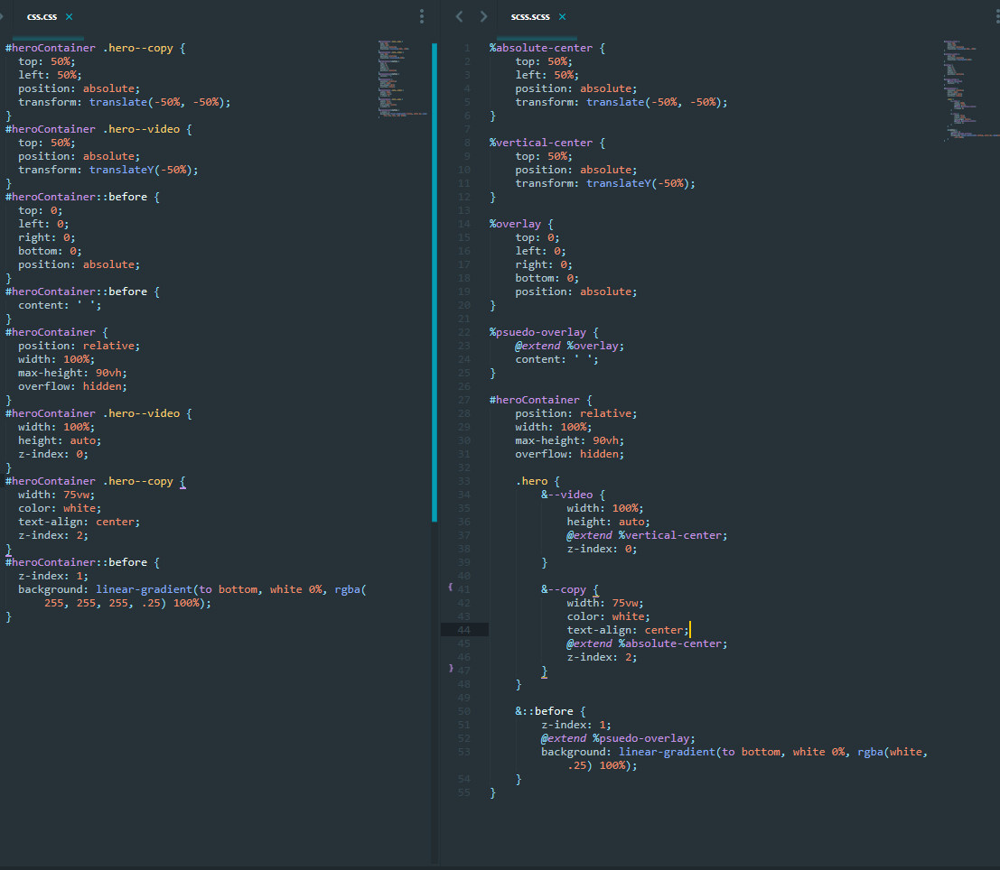 css.css ×
#heroContainer .hero--copy {
  top: 50%;
  left: 50%;
  position: absolute;
  transform: translate(-50%, -50%);
}
#heroContainer .hero--video {
  top: 50%;
  position: absolute;
  transform: translateY(-50%);
}
#heroContainer::before {
  top: 0;
  left: 0;
  right: 0;
  bottom: 0;
  position: absolute;
}
#heroContainer::before {
  content: ' ';
}
#heroContainer {
  position: relative;
  width: 100%;
  max-height: 90vh;
  overflow: hidden;
}
#heroContainer .hero--video {
  width: 100%;
  height: auto;
  z-index: 0;
}
#heroContainer .hero--copy {
  width: 75vw;
  color: white;
  text-align: center;
  z-index: 2;
}
#heroContainer::before {
  z-index: 1;
  background: linear-gradient(to bottom, white 0%, rgba(
      255, 255, 255, .25) 100%);
}
scss.scss ×
1 %absolute-center {
2     top: 50%;
3     left: 50%;
4     position: absolute;
5     transform: translate(-50%, -50%);
6 }
7
8 %vertical-center {
9     top: 50%;
10     position: absolute;
11     transform: translateY(-50%);
12 }
13
14 %overlay {
15     top: 0;
16     left: 0;
17     right: 0;
18     bottom: 0;
19     position: absolute;
20 }
21
22 %psuedo-overlay {
23     @extend %overlay;
24     content: ' ';
25 }
26
27 #heroContainer {
28     position: relative;
29     width: 100%;
30     max-height: 90vh;
31     overflow: hidden;
32
33     .hero {
34         &--video {
35             width: 100%;
36             height: auto;
37             @extend %vertical-center;
38             z-index: 0;
39         }
40
{ 41         &--copy {
42             width: 75vw;
43             color: white;
44             text-align: center;
45             @extend %absolute-center;
46             z-index: 2;
} 47         }
48     }
49
50     &::before {
51         z-index: 1;
52         @extend %psuedo-overlay;
53         background: linear-gradient(to bottom, white 0%, rgba(white,
            .25) 100%);
54     }
55 }